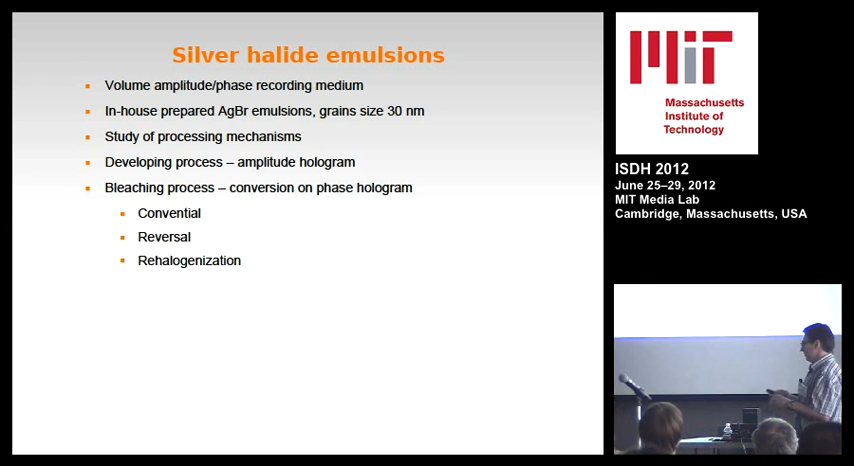 Silver halide emulsions
Volume amplitude/phase recording medium
In-house prepared AgBr emulsions, grains size 30 nm
Study of processing mechanisms
Developing process – amplitude hologram
Bleaching process – conversion on phase hologram
Convential
Reversal
Rehalogenization
MIT
Massachusetts
Institute of
Technology
ISDH 2012
June 25–29, 2012
MIT Media Lab
Cambridge, Massachusetts, USA